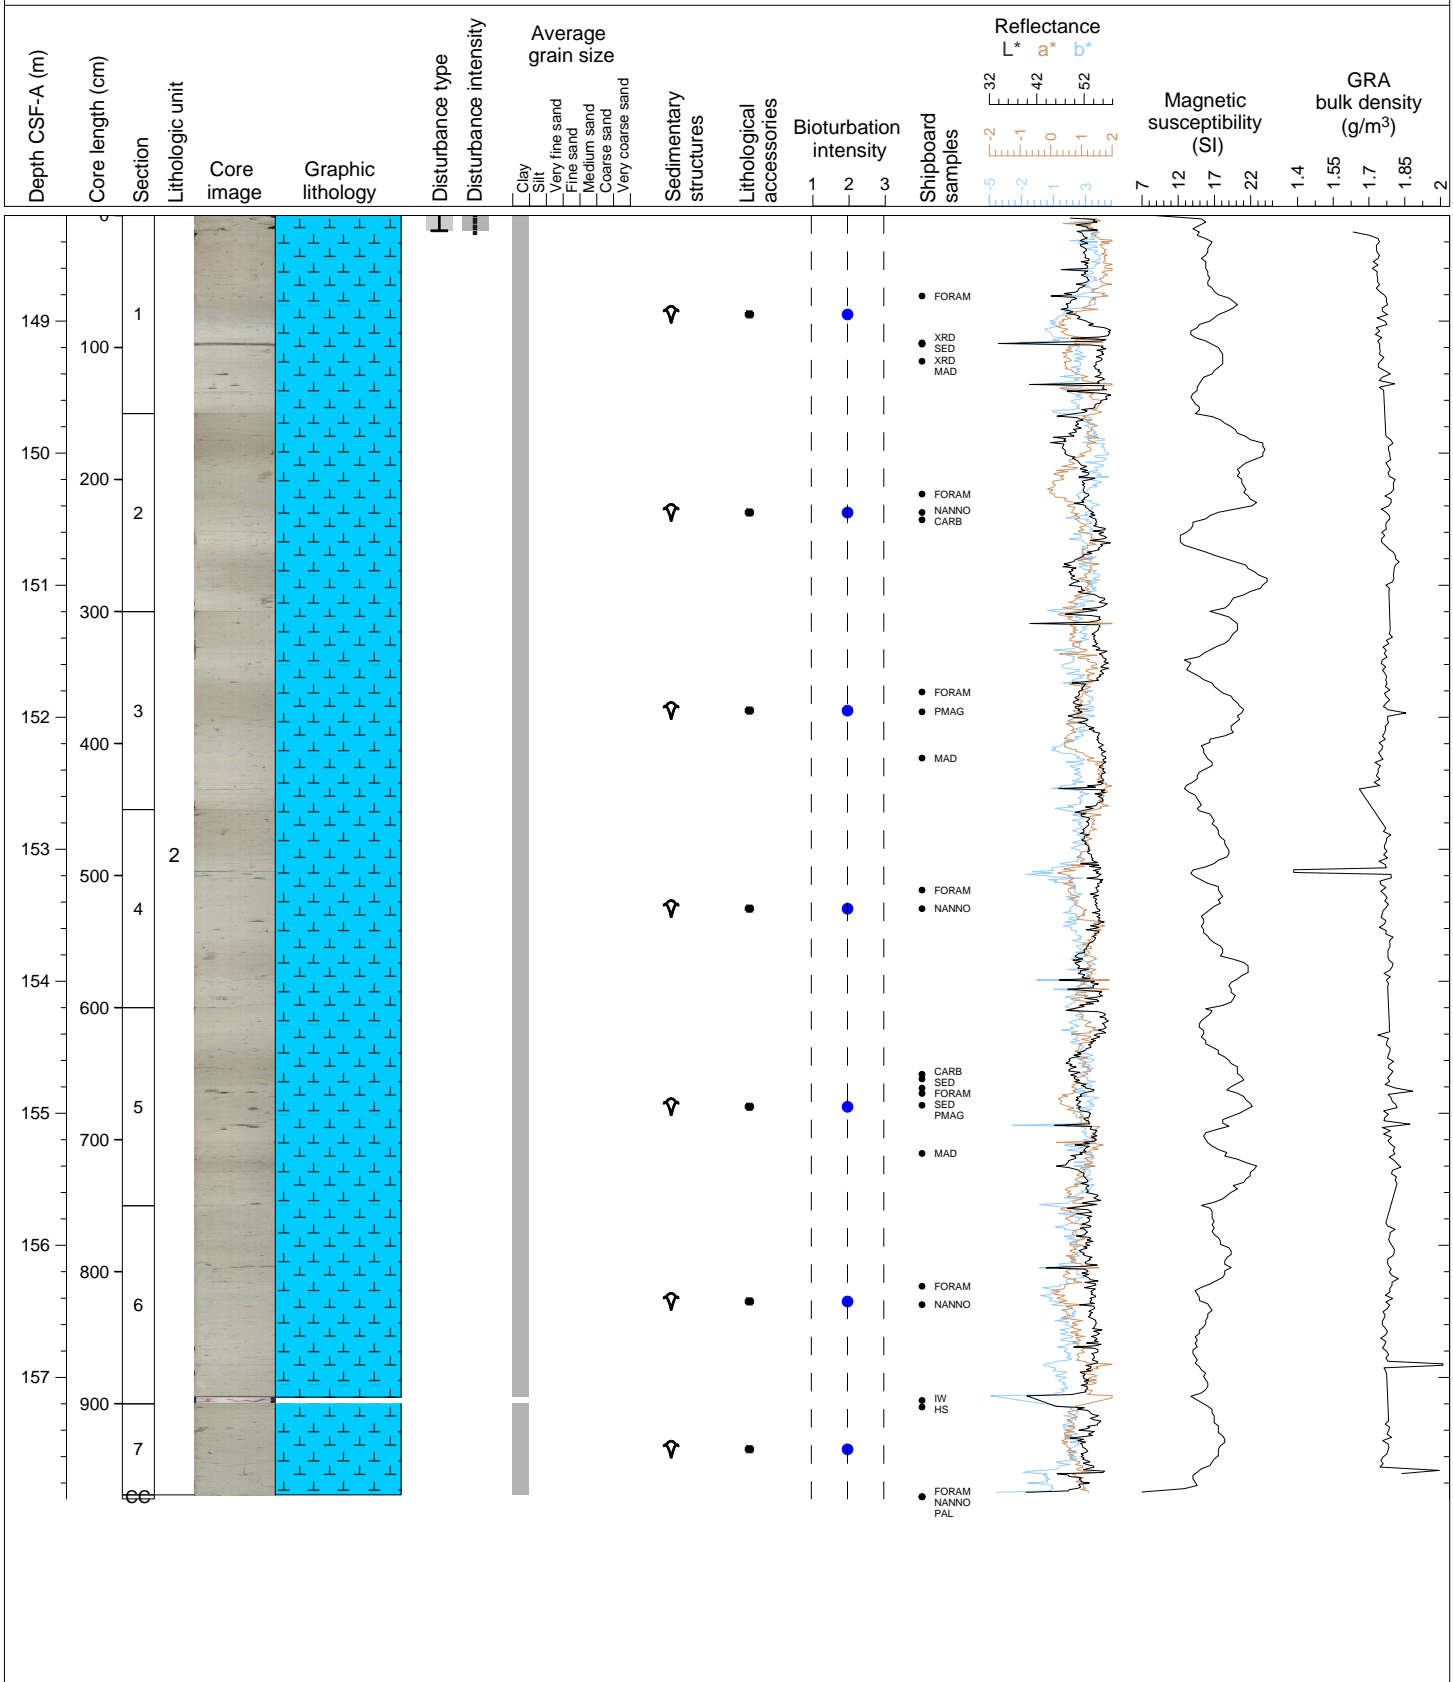 Depth CSF-A (m)
Core length (cm)
Section
Lithologic unit
Core
image
Graphic
lithology
Disturbance type
Disturbance intensity
Average
grain size
Clay
Silt
Very fine sand
Fine sand
Medium sand
Coarse sand
Very coarse sand
Sedimentary
structures
Lithological
accessories
Bioturbation
intensity
1 2 3
Shipboard
samples
Reflectance
L* a* b*
32 42 52
-2 -1 0 1 2
-5 -2 1 3
Magnetic
susceptibility
(SI)
7 12 17 22
GRA
bulk density
(g/m³)
1.4 1.55 1.7 1.85 2
0
FORAM
1
149
XRD
100
SED
XRD
MAD
150
200
FORAM
2
NANNO
CARB
151
300
FORAM
3
PMAG
152
400
MAD
153
2
500
FORAM
4
NANNO
154
600
CARB
SED
FORAM
5
SED
155
PMAG
700
MAD
156
800
FORAM
6
NANNO
157
900
IW
HS
7
CC
FORAM
NANNO
PAL